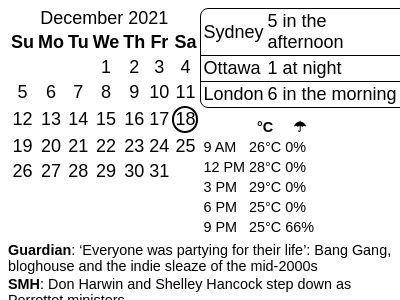 December 2021
Su Mo Tu We Th Fr Sa
1 2 3 4
5 6 7 8 9 10 11
12 13 14 15 16 17 18
19 20 21 22 23 24 25
26 27 28 29 30 31
Sydney 5 in the
afternoon
Ottawa 1 at night
London 6 in the morning
°C ☂
9 AM 26°C 0%
12 PM 28°C 0%
3 PM 29°C 0%
6 PM 25°C 0%
9 PM 25°C 66%
Guardian: ‘Everyone was partying for their life’: Bang Gang,
bloghouse and the indie sleaze of the mid-2000s
SMH: Don Harwin and Shelley Hancock step down as
Perrottet ministers